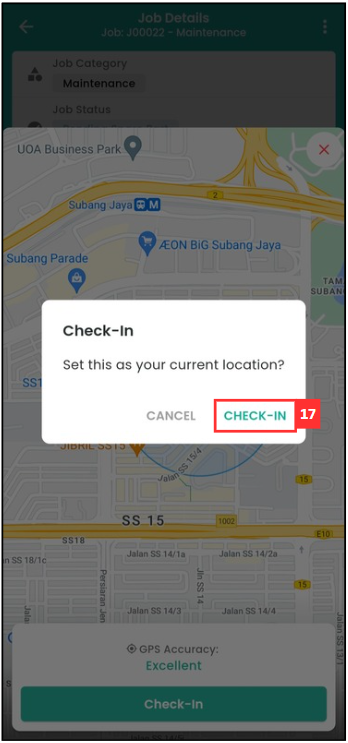 Job Details
Job: J00022 - Maintenance
Job Category
Maintenance
Job Status
UOA
Business Park
2
Subang Jaya M
ÆON BiG Subang Jaya
Subang Parade
TAM
SUBAN
Check-In
Set this as your current location?
SS1
CANCEL
CHECK-IN
17
JIBRIL SS15
Jalan SS 15/4
15
SS 15
1002
SS18
E10
n SS 18/1c
Jalan SS 14/1a
Jalan SS 14/2a
Persiaran Jen
Jln SS 14
15
Jalan SS 14/3
Jalan SS 14/4
Jalan SS 13/1
GPS Accuracy:
Excellent
Check-In